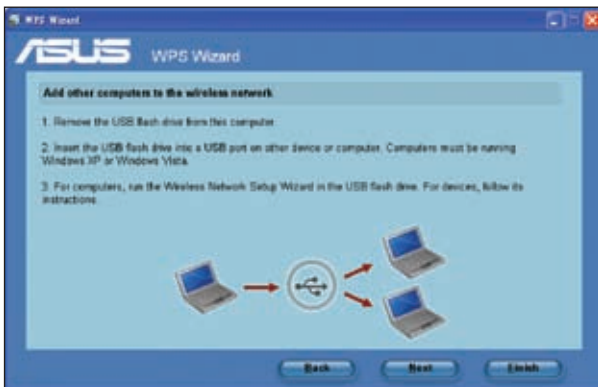 WPS Wizard
ASUS WPS Wizard
Add other computers to the wireless network
1. Remove the USB flash drive from this computer.
2. Insert the USB flash drive into a USB port on other device or computer. Computers must be running
Windows XP or Windows Vista.
3. For computers, run the Wireless Network Setup Wizard in the USB flash drive. For devices, follow its
instructions.
Back Next Finish